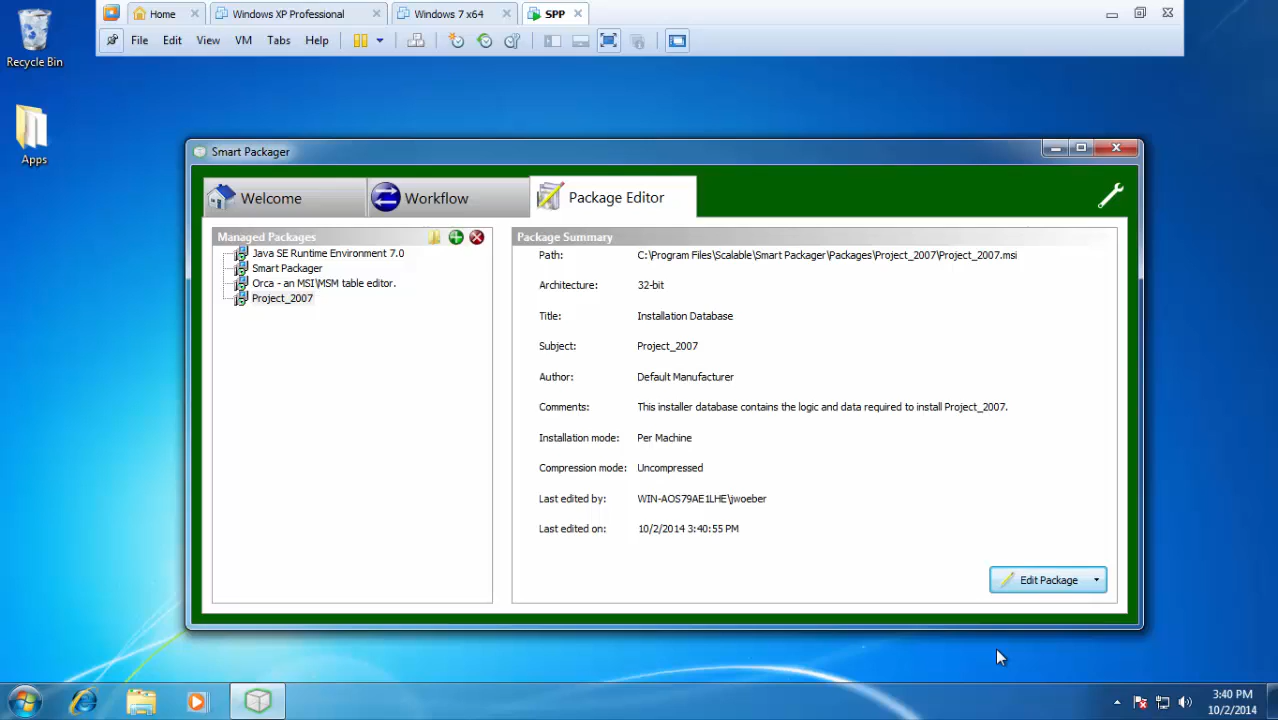 Home
Windows XP Professional
Windows 7 x64
SPP
File Edit View VM Tabs Help
Recycle Bin
Apps
Smart Packager
Welcome
Workflow
Package Editor
Managed Packages
Java SE Runtime Environment 7.0
Smart Packager
Orca - an MSI\MSM table editor.
Project_2007
Package Summary
Path: C:\Program Files\Scalable\Smart Packager\Packages\Project_2007\Project_2007.msi
Architecture: 32-bit
Title: Installation Database
Subject: Project_2007
Author: Default Manufacturer
Comments: This installer database contains the logic and data required to install Project_2007.
Installation mode: Per Machine
Compression mode: Uncompressed
Last edited by: WIN-AOS79AE1LHE\jwoeber
Last edited on: 10/2/2014 3:40:55 PM
Edit Package
3:40 PM
10/2/2014